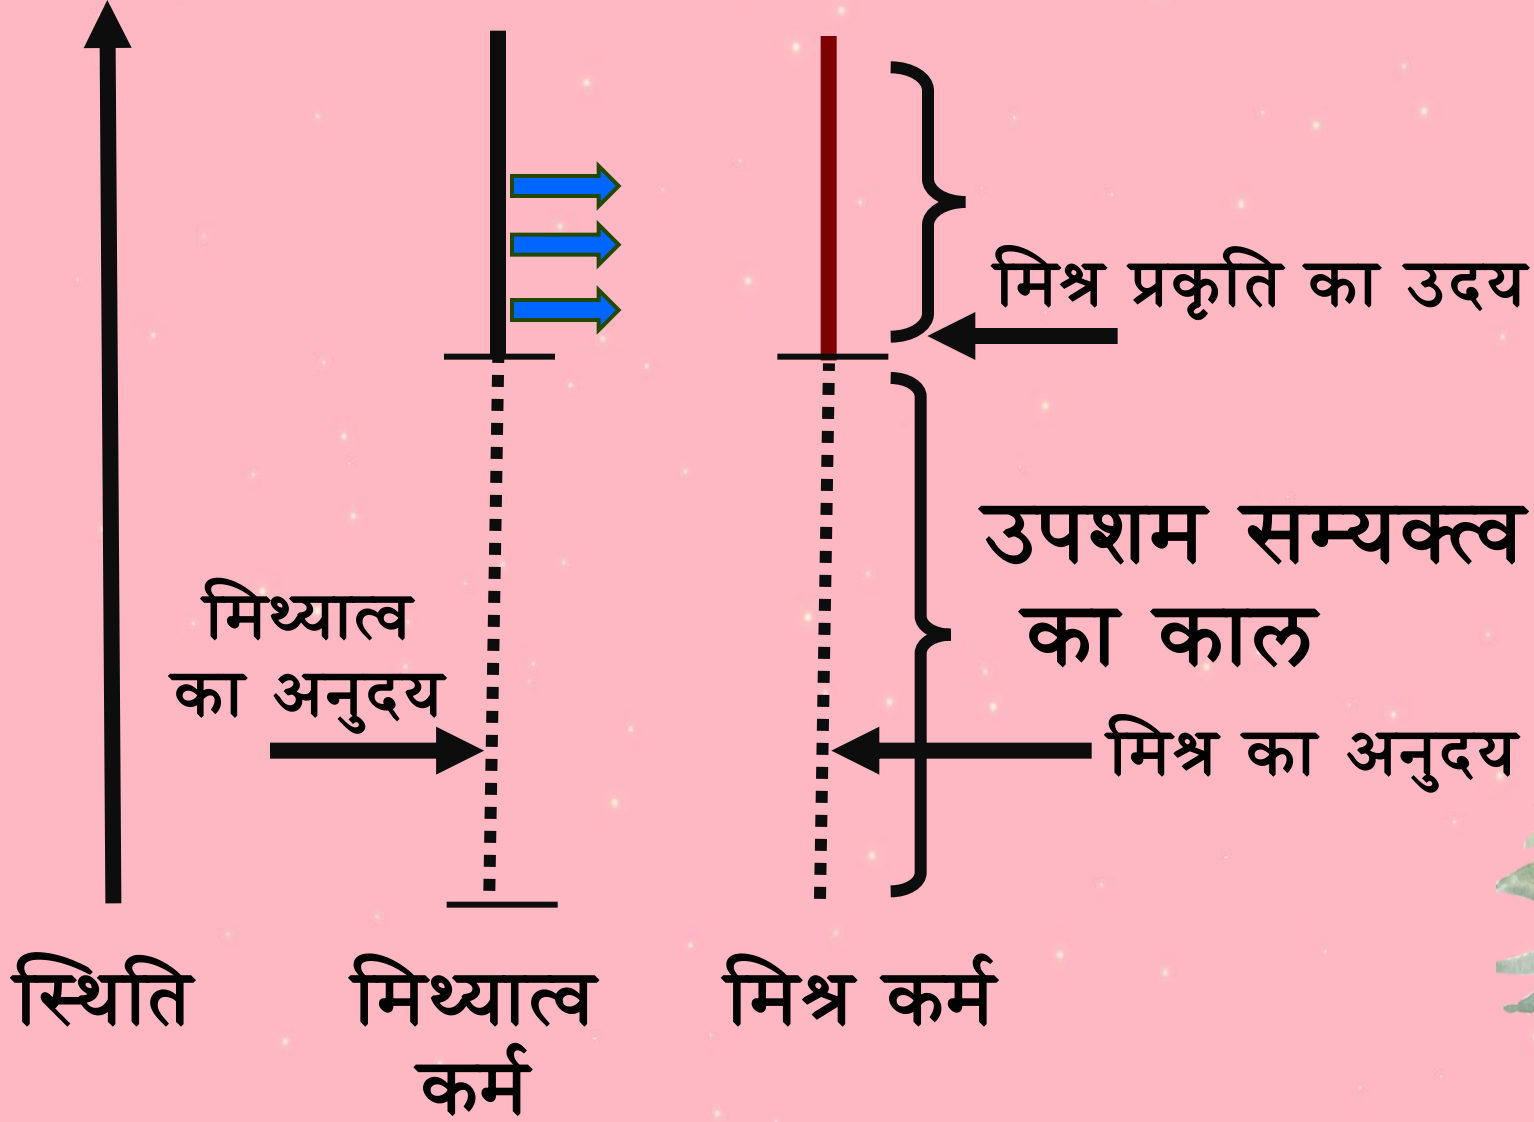 मिश्र प्रकृति का उदय
उपशम सम्यक्त्व
का काल
मिथ्यात्व
का अनुदय
मिश्र का अनुदय
स्थिति
मिथ्यात्व
कर्म
मिश्र कर्म